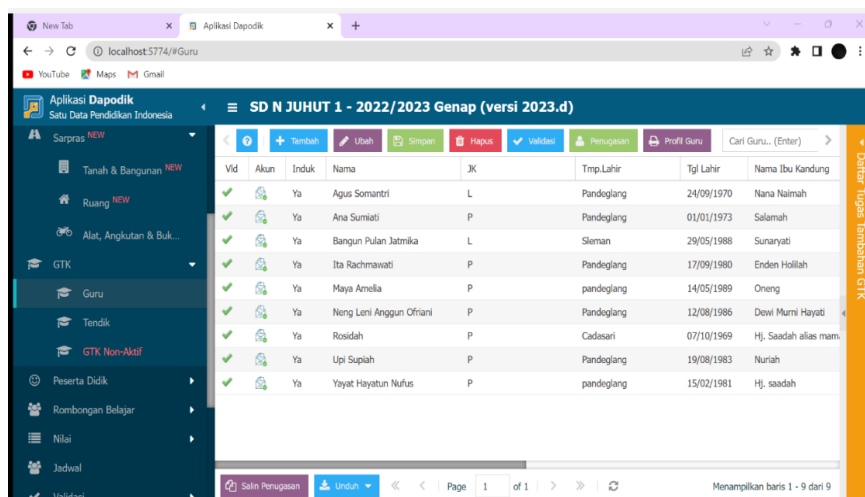 New Tab
Aplikasi Dapodik
localhost:5774/#Guru
YouTube Maps Gmail
Aplikasi Dapodik
Satu Data Pendidikan Indonesia
SD N JUHUT 1 - 2022/2023 Genap (versi 2023.d)
Sarpras NEW
Tanah & Bangunan NEW
Ruang NEW
Alat, Angkutan & Buk...
GTK
Guru
Tendik
GTK Non-Aktif
Peserta Didik
Rombongan Belajar
Nilai
Jadwal
Validasi
Tambah Ubah Simpan Hapus Validasi Penugasan Profil Guru Cari Guru.. (Enter)
Vld Akun Induk Nama JK Tmp.Lahir Tgl Lahir Nama Ibu Kandung
Ya Agus Somantri L Pandeglang 24/09/1970 Nana Naimah
Ya Ana Sumiati P Pandeglang 01/01/1973 Salamah
Ya Bangun Pulan Jatmika L Sleman 29/05/1988 Sunaryati
Ya Ita Rachmawati P Pandeglang 17/09/1980 Enden Holilah
Ya Maya Amelia P pandeglang 14/05/1989 Oneng
Ya Neng Leni Anggun Ofriani P Pandeglang 12/08/1986 Dewi Murni Hayati
Ya Rosidah P Cadasari 07/10/1969 Hj. Saadah alias mam
Ya Upi Supiah P Pandeglang 19/08/1983 Nuriah
Ya Yayat Hayatun Nufus P pandeglang 15/02/1981 Hj. saadah
Salin Penugasan Unduh Page 1 of 1 Menampilkan baris 1 - 9 dari 9
Daftar Tugas Tambahan GTK